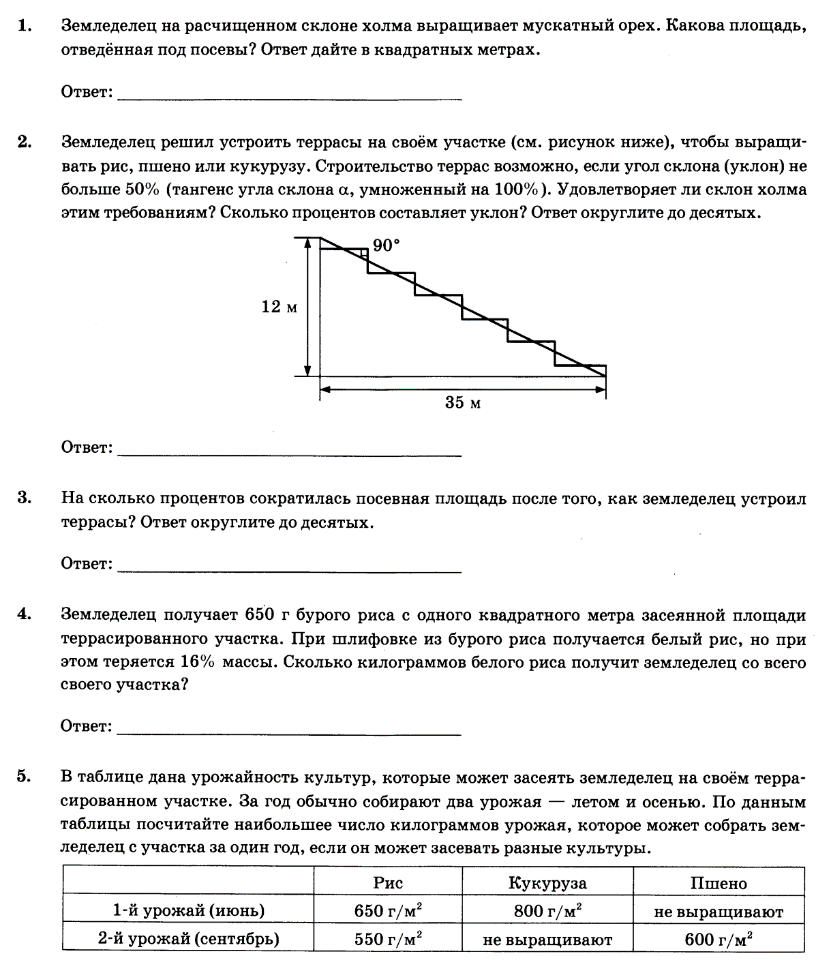 1. Земледелец на расчищенном склоне холма выращивает мускатный орех. Какова площадь,
отведённая под посевы? Ответ дайте в квадратных метрах.
Ответ:
2. Земледелец решил устроить террасы на своём участке (см. рисунок ниже), чтобы выращи-
вать рис, пшено или кукурузу. Строительство террас возможно, если угол склона (уклон) не
больше 50% (тангенс угла склона α, умноженный на 100%). Удовлетворяет ли склон холма
этим требованиям? Сколько процентов составляет уклон? Ответ округлите до десятых.
90°
12 м
35 м
Ответ:
3. На сколько процентов сократилась посевная площадь после того, как земледелец устроил
террасы? Ответ округлите до десятых.
Ответ:
4. Земледелец получает 650 г бурого риса с одного квадратного метра засеянной площади
террасированного участка. При шлифовке из бурого риса получается белый рис, но при
этом теряется 16% массы. Сколько килограммов белого риса получит земледелец со всего
своего участка?
Ответ:
5. В таблице дана урожайность культур, которые может засеять земледелец на своём терра-
сированном участке. За год обычно собирают два урожая — летом и осенью. По данным
таблицы посчитайте наибольшее число килограммов урожая, которое может собрать зем-
леделец с участка за один год, если он может засевать разные культуры.
Рис Кукуруза Пшено
1-й урожай (июнь) 650 г/м² 800 г/м² не выращивают
2-й урожай (сентябрь) 550 г/м² не выращивают 600 г/м²